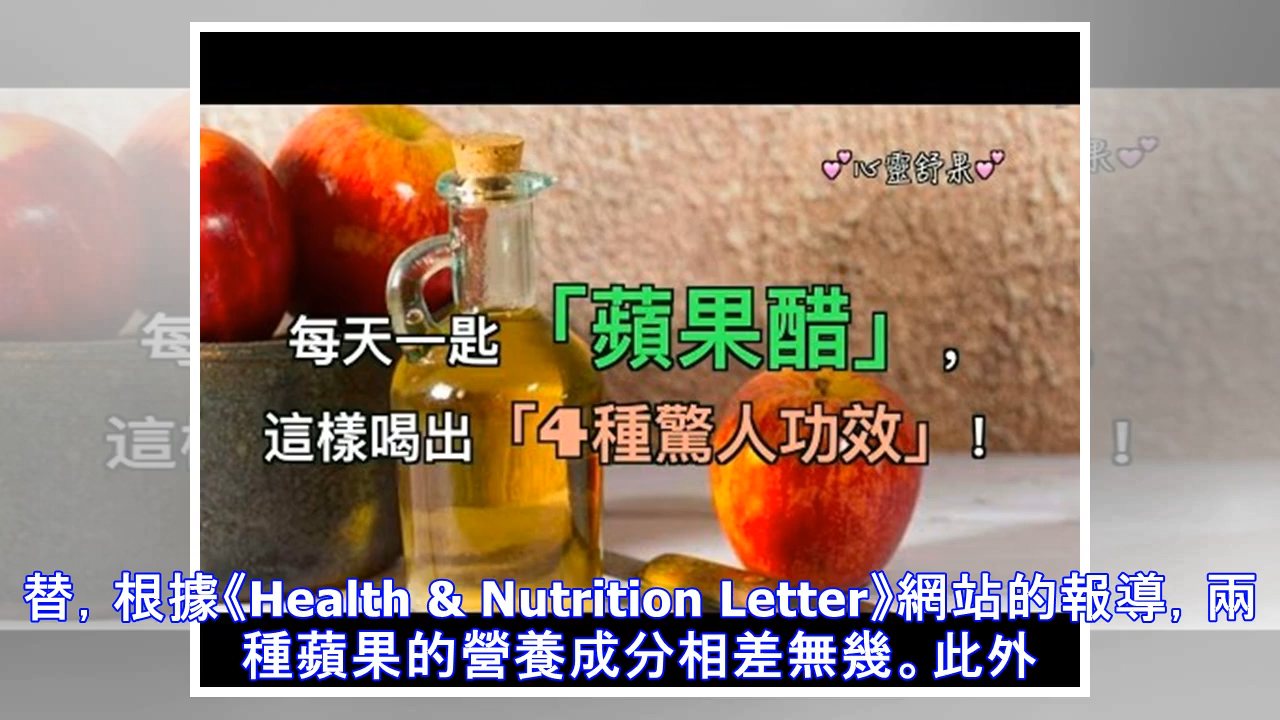 💕心靈舒果💕
每天一匙「蘋果醋」，
這樣喝出「4種驚人功效」！
替，根據《Health & Nutrition Letter》網站的報導，兩
種蘋果的營養成分相差無幾。此外